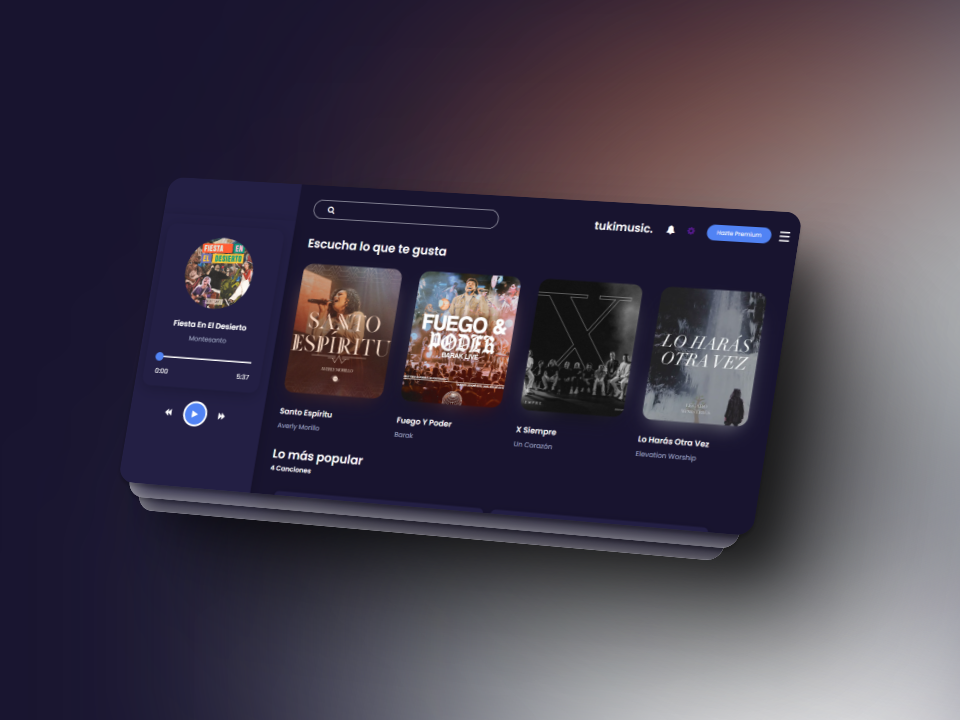 tukimusic.
Hazte Premium
Escucha lo que te gusta
FIESTA EN
EL DESIERTO
Fiesta En El Desierto
Montesanto
0:00
5:37
SANTO
ESPÍRITU
AVERLY MORILLO
Santo Espíritu
Averly Morillo
FUEGO &
PODER
BARAK LIVE
Fuego Y Poder
Barak
X
X Siempre
Un Corazón
LO HARÁS
OTRA VEZ
Lo Harás Otra Vez
Elevation Worship
Lo más popular
4 Canciones